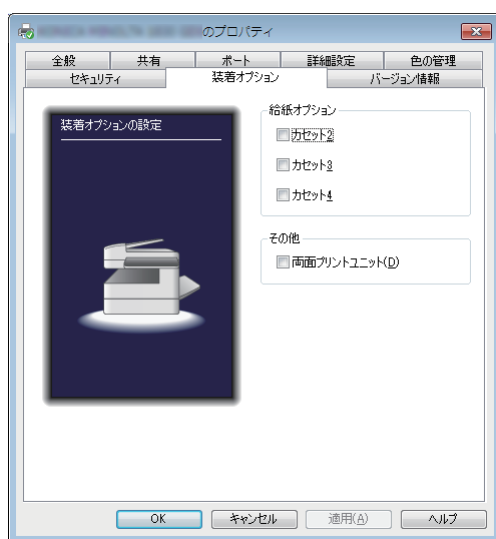 のプロパティ
全般 共有 ポート 詳細設定 色の管理
セキュリティ 装着オプション バージョン情報
装着オプションの設定
給紙オプション
カセット2
カセット3
カセット4
その他
両面プリントユニット(D)
OK キャンセル 適用(A) ヘルプ